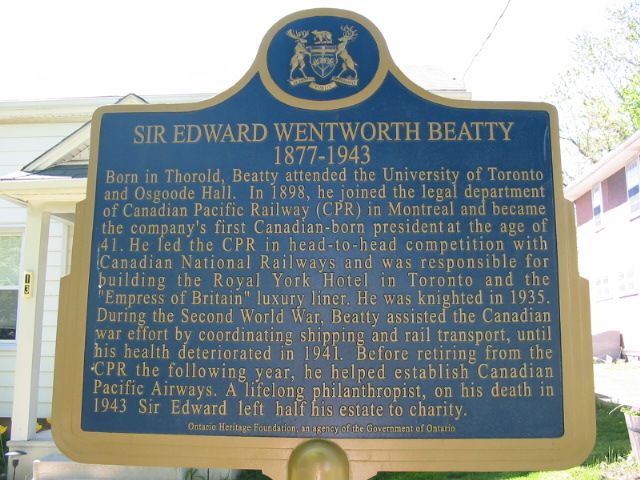 SIR EDWARD WENTWORTH BEATTY
1877-1943
Born in Thorold, Beatty attended the University of Toronto
and Osgoode Hall. In 1898, he joined the legal department
of Canadian Pacific Railway (CPR) in Montreal and became
the company's first Canadian-born president at the age of
41. He led the CPR in head-to-head competition with
Canadian National Railways and was responsible for
building the Royal York Hotel in Toronto and the
"Empress of Britain" luxury liner. He was knighted in 1935.
During the Second World War, Beatty assisted the Canadian
war effort by coordinating shipping and rail transport, until
his health deteriorated in 1941. Before retiring from the
CPR the following year, he helped establish Canadian
Pacific Airways. A lifelong philanthropist, on his death in
1943 Sir Edward left half his estate to charity.
Ontario Heritage Foundation, an agency of the Government of Ontario
13